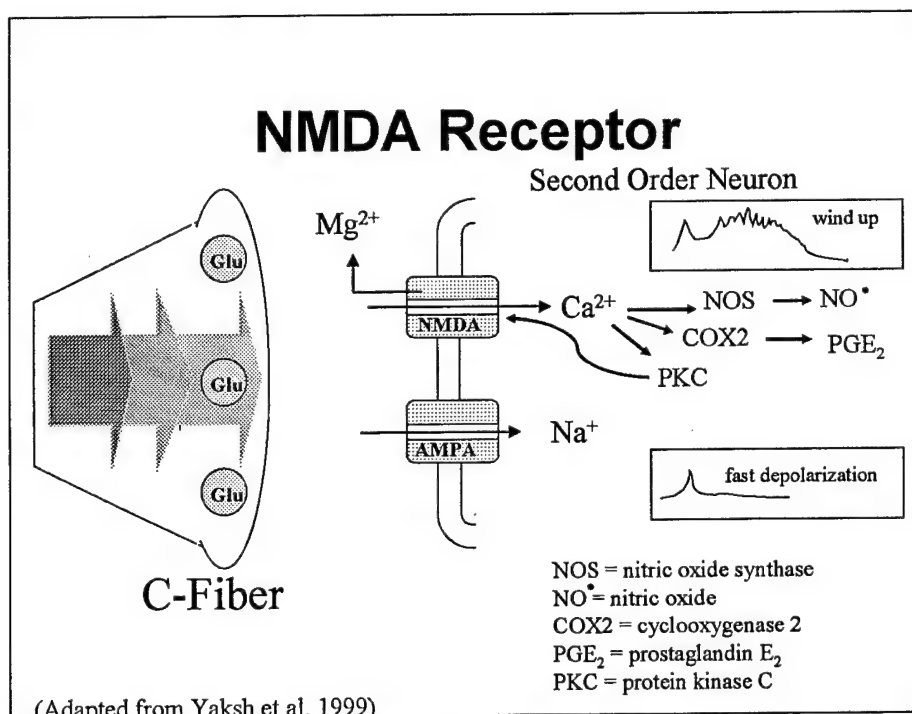 NMDA Receptor
Second Order Neuron
wind up
Mg²⁺
Glu
NMDA
Ca²⁺
NOS
NO•
COX2
PGE₂
PKC
Glu
AMPA
Na⁺
fast depolarization
Glu
C-Fiber
NOS = nitric oxide synthase
NO•= nitric oxide
COX2 = cyclooxygenase 2
PGE₂ = prostaglandin E₂
PKC = protein kinase C
(Adapted from Yaksh et al. 1999)